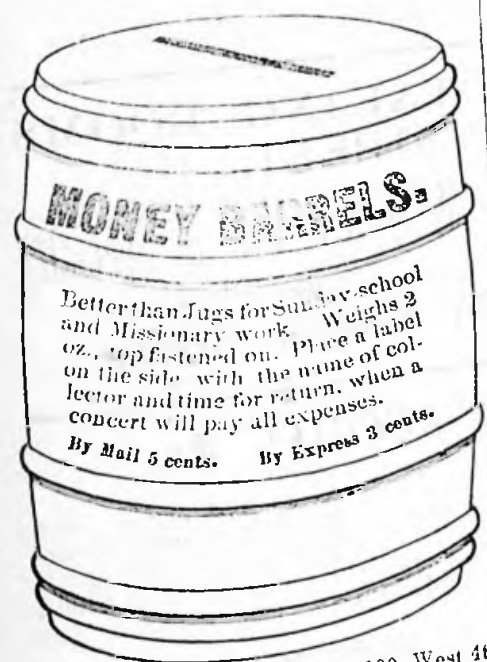 MONEY BARRELS.
Better than Jugs for Sunday-school
and Missionary work Weighs 2
oz., top fastened on. Place a label
on the side with the name of col-
lector and time for return, when a
concert will pay all expenses.
By Mail 5 cents. By Express 3 cents.
West